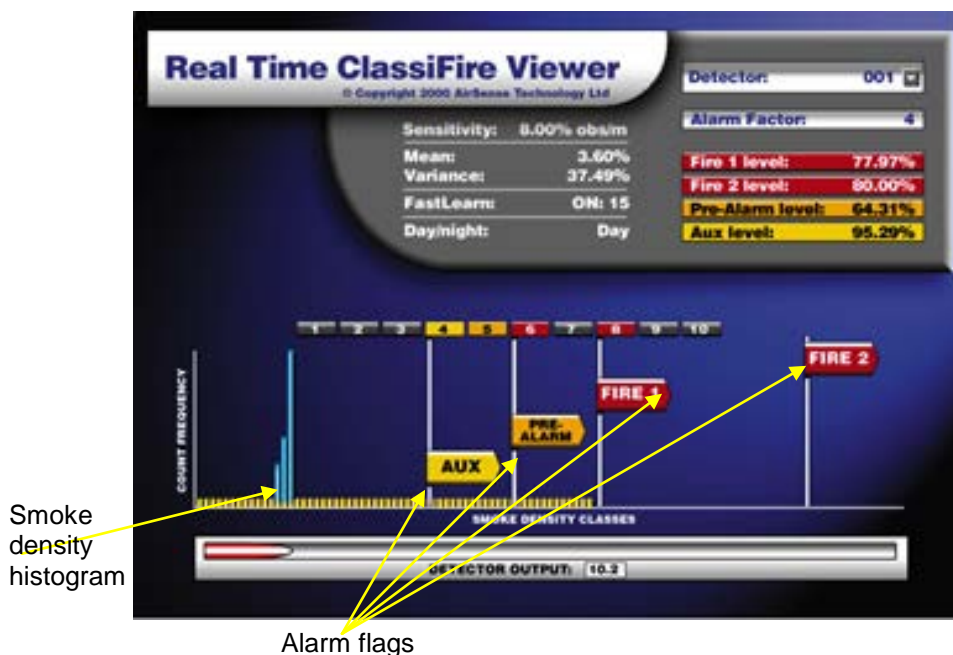 Real Time ClassiFire Viewer
© Copyright 2000 AirSense Technology Ltd
Detector: 001
Alarm Factor: 4
Sensitivity: 8.00% obs/m
Mean: 3.60%
Variance: 37.49%
FastLearn: ON: 15
Day/night: Day
Fire 1 level: 77.97%
Fire 2 level: 80.00%
Pre-Alarm level: 64.31%
Aux level: 95.29%
1 2 3 4 5 6 7 8 9 10
FIRE 2
FIRE 1
PRE-
ALARM
AUX
COUNT FREQUENCY
SMOKE DENSITY CLASSES
DETECTOR OUTPUT: 10.2
Smoke
density
histogram
Alarm flags